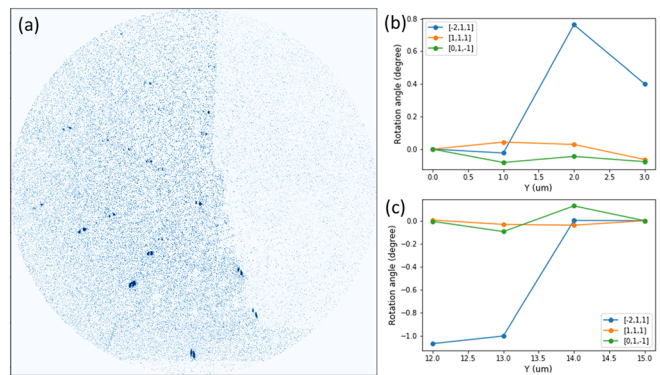 (a)
(b)
[-2,1,1]
[1,1,1]
[0,1,-1]
Rotation angle (degree)
0.8
0.6
0.4
0.2
0.0
0.0 0.5 1.0 1.5 2.0 2.5 3.0
Y (um)
(c)
Rotation angle (degree)
0.0
−0.2
−0.4
−0.6
−0.8
−1.0
[-2,1,1]
[1,1,1]
[0,1,-1]
12.0 12.5 13.0 13.5 14.0 14.5 15.0
Y (um)